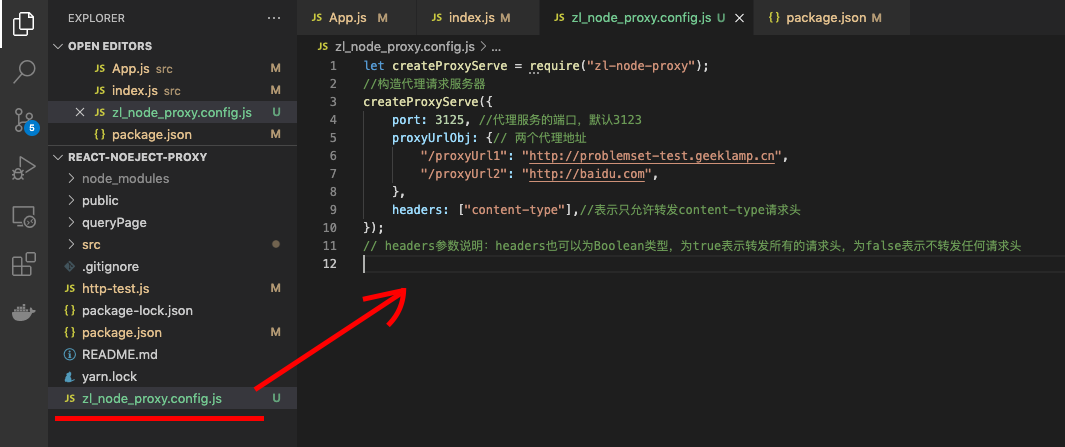 EXPLORER
···
OPEN EDITORS
JS App.js src M
JS index.js src M
JS zl_node_proxy.config.js U
{} package.json M
REACT-NOEJECT-PROXY
node_modules
public
queryPage
src
.gitignore
JS http-test.js M
{} package-lock.json
{} package.json M
README.md
yarn.lock
JS zl_node_proxy.config.js U
5
JS App.js M
JS index.js M
JS zl_node_proxy.config.js U
{} package.json M
JS zl_node_proxy.config.js > ...
1 let createProxyServe = require("zl-node-proxy");
2 //构造代理请求服务器
3 createProxyServe({
4 port: 3125, //代理服务的端口，默认3123
5 proxyUrlObj: {// 两个代理地址
6 "/proxyUrl1": "http://problemset-test.geeklamp.cn",
7 "/proxyUrl2": "http://baidu.com",
8 },
9 headers: ["content-type"],//表示只允许转发content-type请求头
10 });
11 // headers参数说明：headers也可以为Boolean类型，为true表示转发所有的请求头，为false表示不转发任何请求头
12